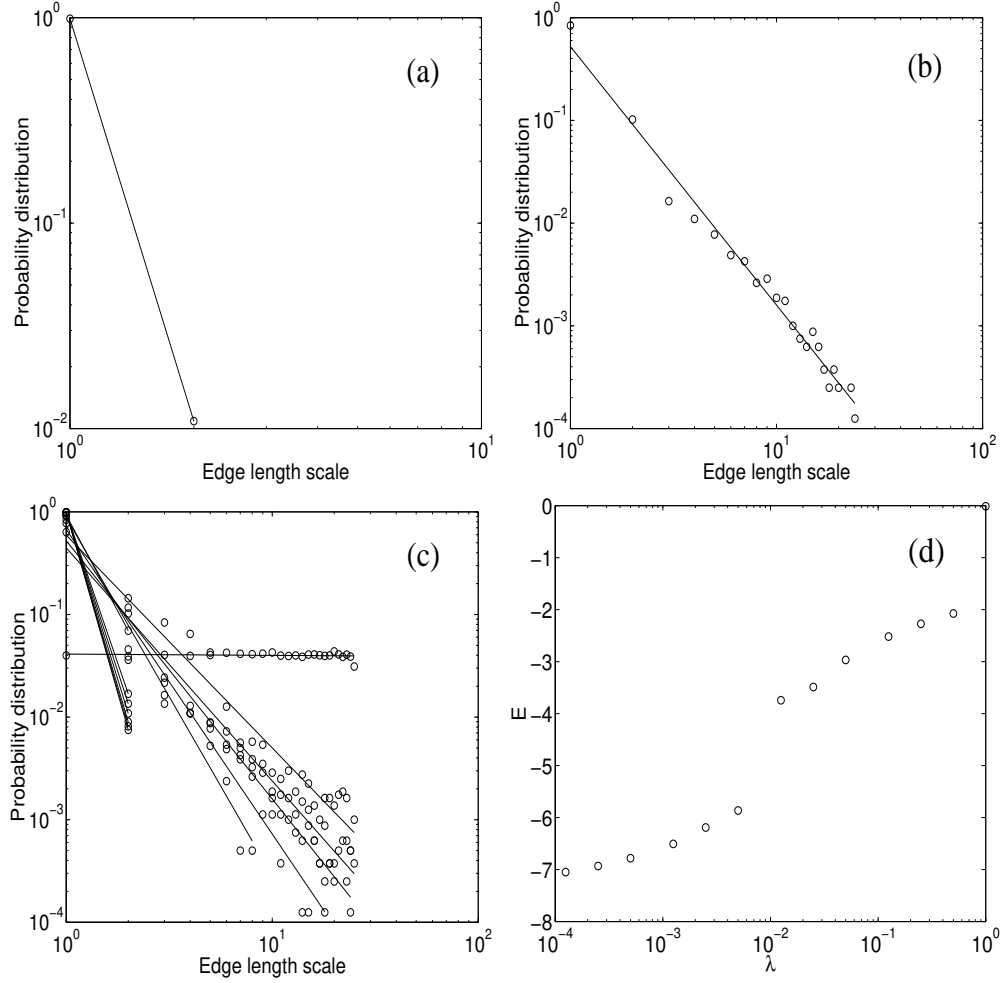 (a)
Probability distribution
10^0
10^-1
10^-2
10^0
10^1
Edge length scale
(b)
Probability distribution
10^0
10^-1
10^-2
10^-3
10^-4
10^0
10^1
10^2
Edge length scale
(c)
Probability distribution
10^0
10^-1
10^-2
10^-3
10^-4
10^0
10^1
10^2
Edge length scale
(d)
E
0
−1
−2
−3
−4
−5
−6
−7
−8
10^-4
10^-3
10^-2
10^-1
10^0
λ